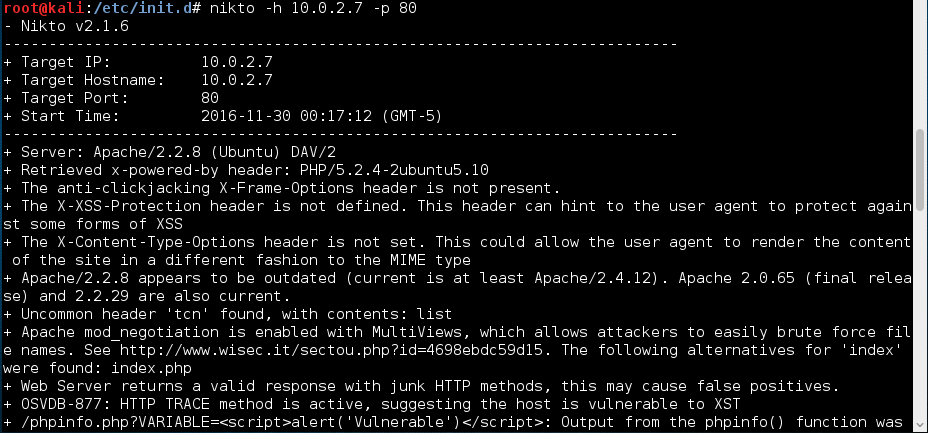 root@kali:/etc/init.d# nikto -h 10.0.2.7 -p 80
- Nikto v2.1.6
---------------------------------------------------------------------------
+ Target IP:          10.0.2.7
+ Target Hostname:    10.0.2.7
+ Target Port:        80
+ Start Time:         2016-11-30 00:17:12 (GMT-5)
---------------------------------------------------------------------------
+ Server: Apache/2.2.8 (Ubuntu) DAV/2
+ Retrieved x-powered-by header: PHP/5.2.4-2ubuntu5.10
+ The anti-clickjacking X-Frame-Options header is not present.
+ The X-XSS-Protection header is not defined. This header can hint to the user agent to protect again
st some forms of XSS
+ The X-Content-Type-Options header is not set. This could allow the user agent to render the content
 of the site in a different fashion to the MIME type
+ Apache/2.2.8 appears to be outdated (current is at least Apache/2.4.12). Apache 2.0.65 (final relea
se) and 2.2.29 are also current.
+ Uncommon header 'tcn' found, with contents: list
+ Apache mod_negotiation is enabled with MultiViews, which allows attackers to easily brute force fil
e names. See http://www.wisec.it/sectou.php?id=4698ebdc59d15. The following alternatives for 'index'
were found: index.php
+ Web Server returns a valid response with junk HTTP methods, this may cause false positives.
+ OSVDB-877: HTTP TRACE method is active, suggesting the host is vulnerable to XST
+ /phpinfo.php?VARIABLE=<script>alert('Vulnerable')</script>: Output from the phpinfo() function was